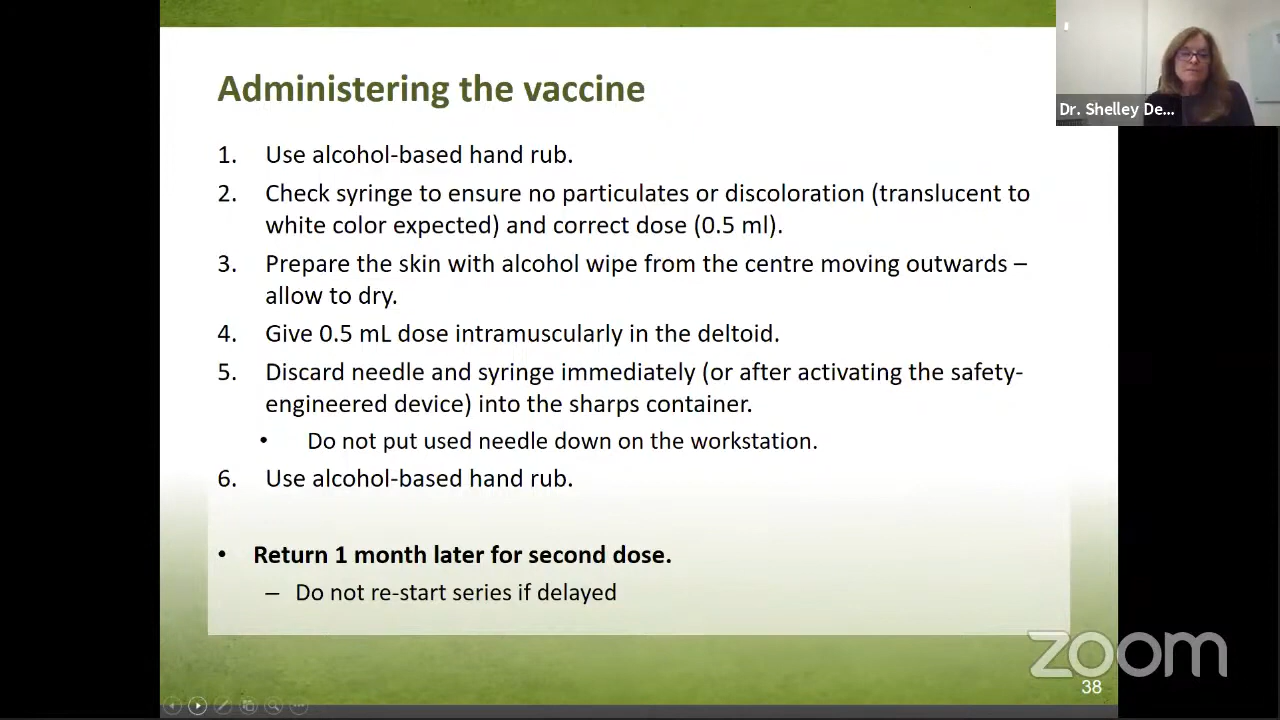 Administering the vaccine
1. Use alcohol-based hand rub.
2. Check syringe to ensure no particulates or discoloration (translucent to
white color expected) and correct dose (0.5 ml).
3. Prepare the skin with alcohol wipe from the centre moving outwards –
allow to dry.
4. Give 0.5 mL dose intramuscularly in the deltoid.
5. Discard needle and syringe immediately (or after activating the safety-
engineered device) into the sharps container.
• Do not put used needle down on the workstation.
6. Use alcohol-based hand rub.
• Return 1 month later for second dose.
– Do not re-start series if delayed
Dr. Shelley De...
zoom
38